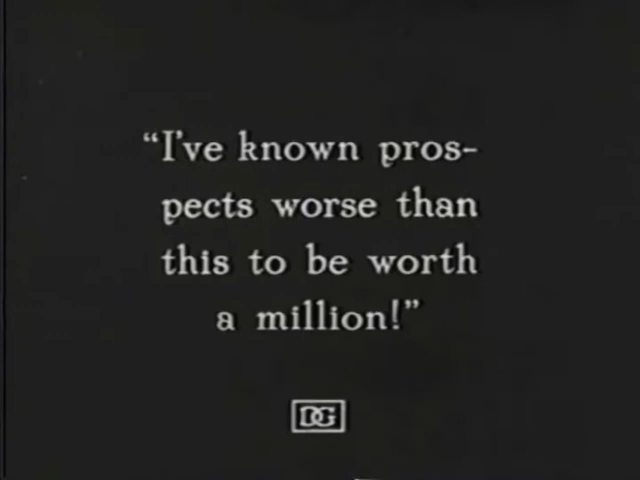 “I've known pros-
pects worse than
this to be worth
a million!”
DG